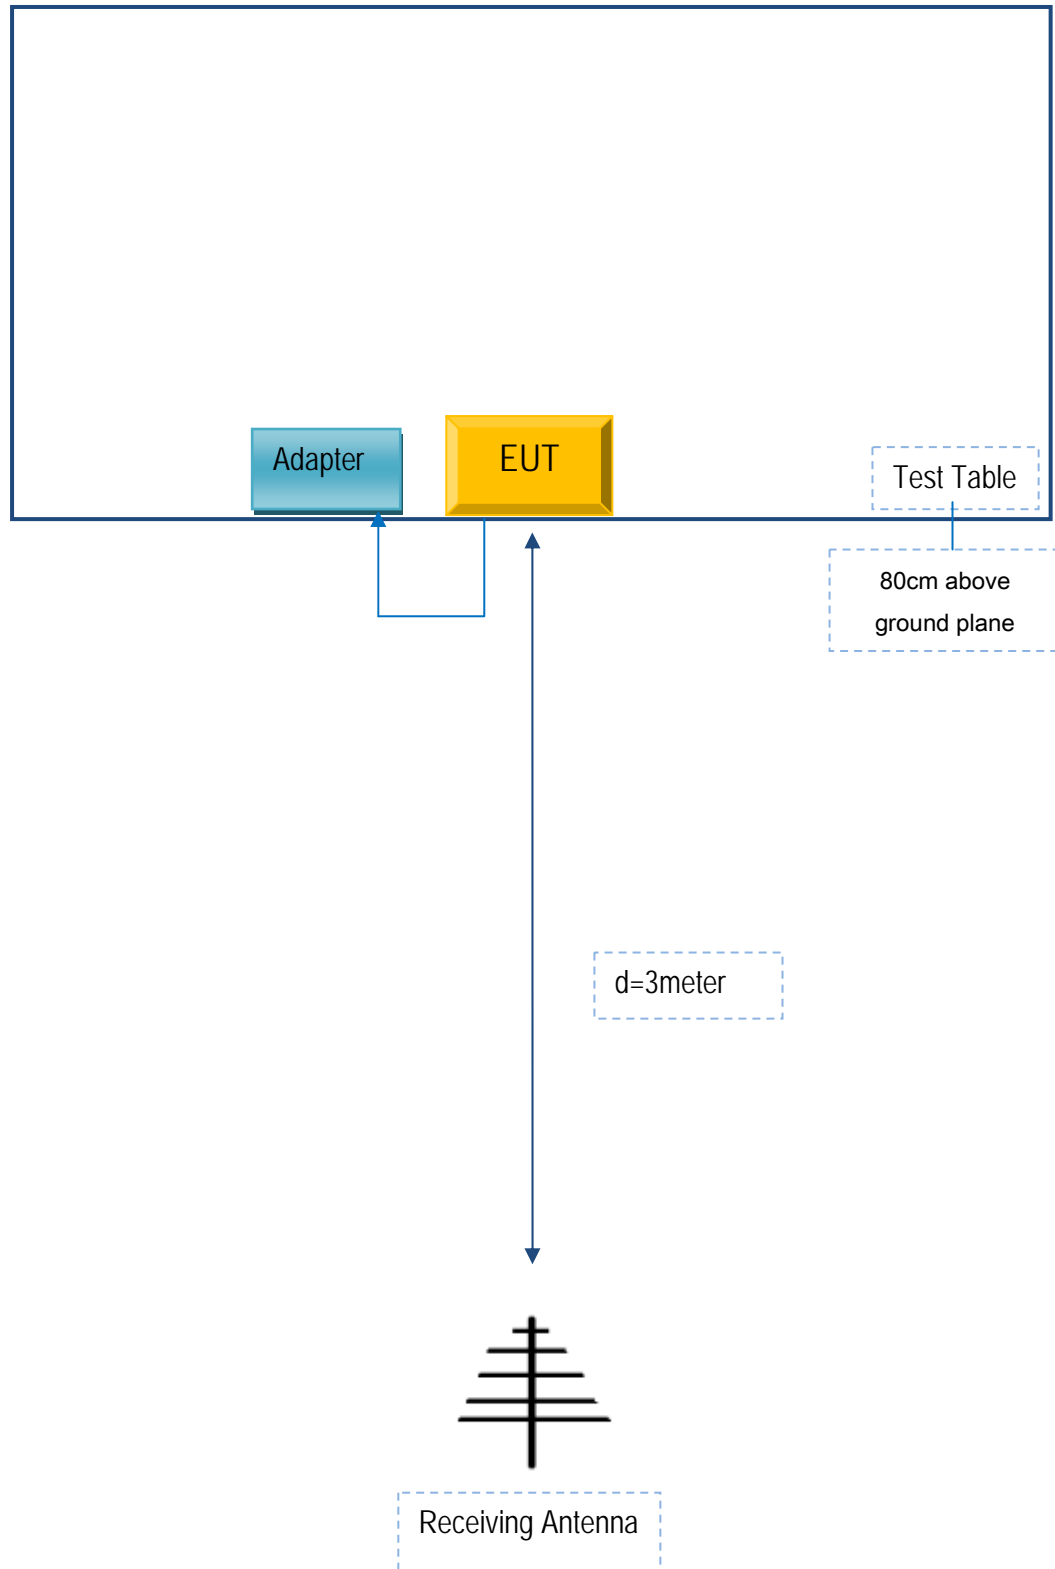 Adapter
EUT
Test Table
80cm above
ground plane
d=3meter
Receiving Antenna